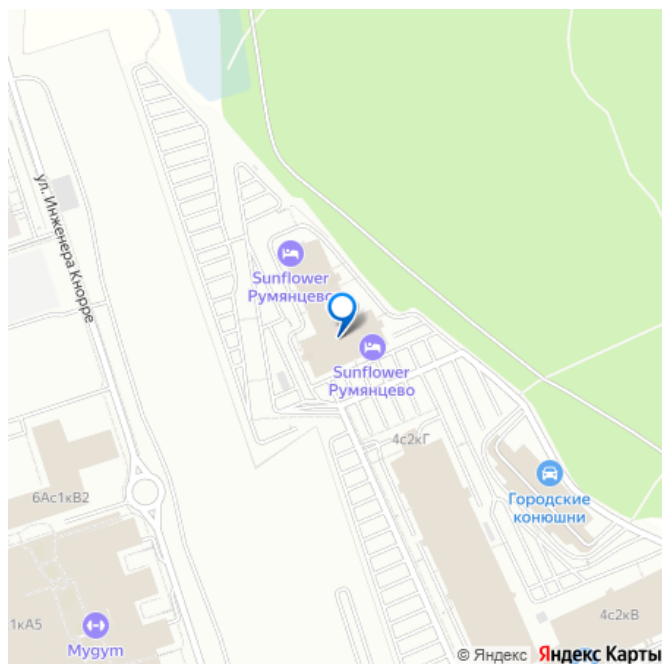 ул. Инженера Кнорре
Sunflower
Румянцево
Sunflower
Румянцево
4с2кГ
Городские
конюшни
6Ас1кВ2
1кА5
Mygym
4с2кВ
© Яндекс Яндекс Карты